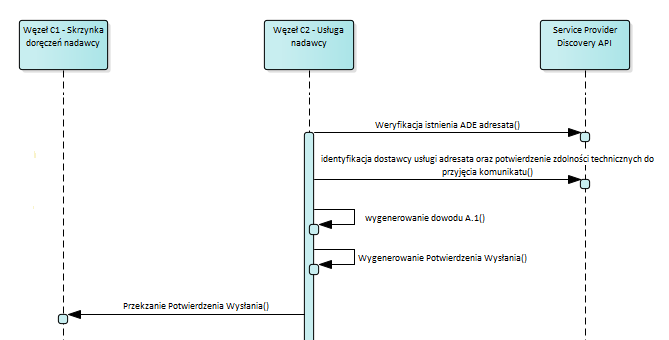 Węzeł C1 - Skrzynka
doręczeń nadawcy
Węzeł C2 - Usługa
nadawcy
Service Provider
Discovery API
Weryfikacja istnienia ADE adresata()
identyfikacja dostawcy usługi adresata oraz potwierdzenie zdolności technicznych do
przyjęcia komunikatu()
wygenerowanie dowodu A.1()
Wygenerowanie Potwierdzenia Wysłania()
Przekzanie Potwierdzenia Wysłania()